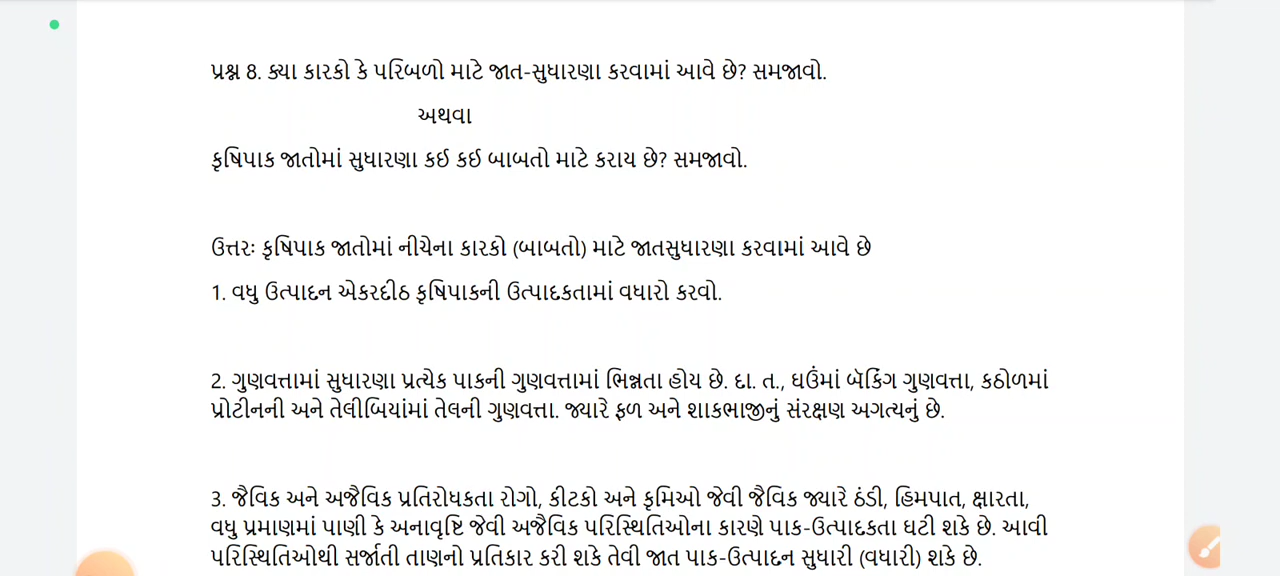 પ્રશ્ન 8. ક્યા કારકો કે પરિબળો માટે જાત-સુધારણા કરવામાં આવે છે? સમજાવો.
અથવા
કૃષિપાક જાતોમાં સુધારણા કઈ કઈ બાબતો માટે કરાય છે? સમજાવો.
ઉત્તરઃ કૃષિપાક જાતોમાં નીચેના કારકો (બાબતો) માટે જાતસુધારણા કરવામાં આવે છે
1. વધુ ઉત્પાદન એકરદીઠ કૃષિપાકની ઉત્પાદકતામાં વધારો કરવો.
2. ગુણવત્તામાં સુધારણા પ્રત્યેક પાકની ગુણવત્તામાં ભિન્નતા હોય છે. દા. ત., ઘઉંમાં બૅકિંગ ગુણવત્તા, કઠોળમાં
પ્રોટીનની અને તેલીબિયાંમાં તેલની ગુણવત્તા. જ્યારે ફળ અને શાકભાજીનું સંરક્ષણ અગત્યનું છે.
3. જૈવિક અને અજૈવિક પ્રતિરોધકતા રોગો, કીટકો અને કૃમિઓ જેવી જૈવિક જ્યારે ઠંડી, હિમપાત, ક્ષારતા,
વધુ પ્રમાણમાં પાણી કે અનાવૃષ્ટિ જેવી અજૈવિક પરિસ્થિતિઓના કારણે પાક-ઉત્પાદકતા ઘટી શકે છે. આવી
પરિસ્થિતિઓથી સર્જાતી તાણનો પ્રતિકાર કરી શકે તેવી જાત પાક-ઉત્પાદન સુધારી (વધારી) શકે છે.